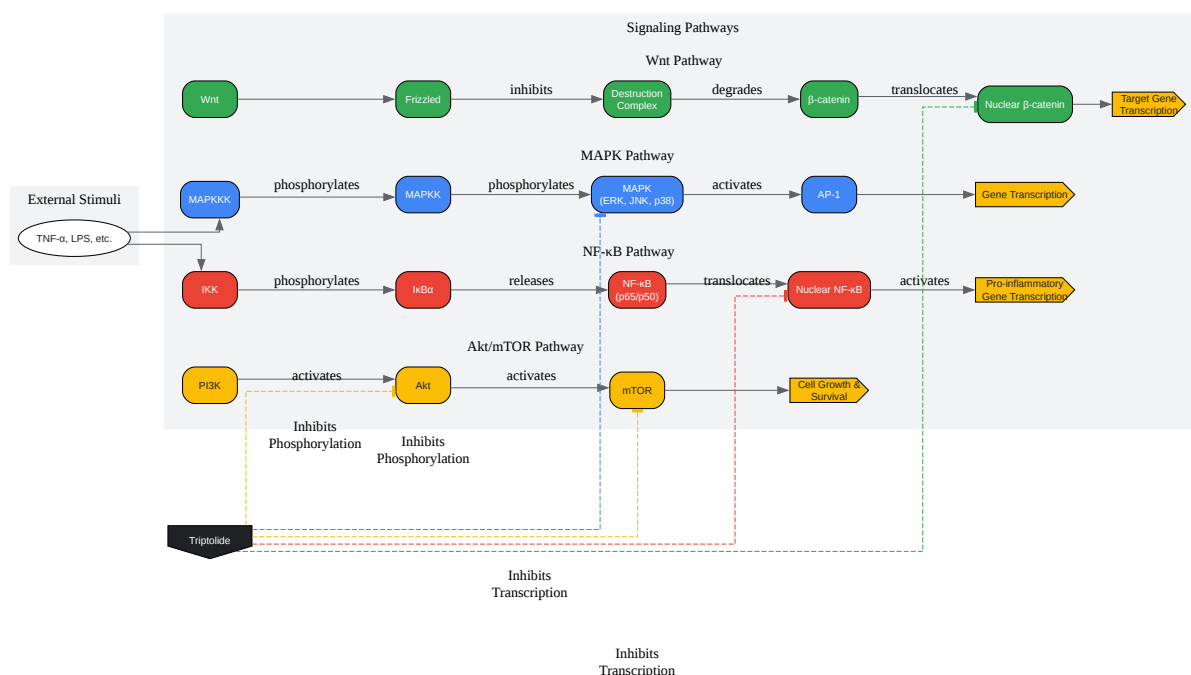 Signaling Pathways
Wnt Pathway
Wnt
Frizzled
inhibits
Destruction
Complex
degrades
β-catenin
translocates
Nuclear β-catenin
Target Gene
Transcription
MAPK Pathway
External Stimuli
TNF-α, LPS, etc.
MAPKKK
phosphorylates
MAPKK
phosphorylates
MAPK
(ERK, JNK, p38)
activates
AP-1
Gene Transcription
NF-κB Pathway
IKK
phosphorylates
IκBα
releases
NF-κB
(p65/p50)
translocates
Nuclear NF-κB
activates
Pro-inflammatory
Gene Transcription
Akt/mTOR Pathway
PI3K
activates
Akt
activates
mTOR
Cell Growth &
Survival
Inhibits
Phosphorylation
Inhibits
Phosphorylation
Triptolide
Inhibits
Transcription
Inhibits
Transcription